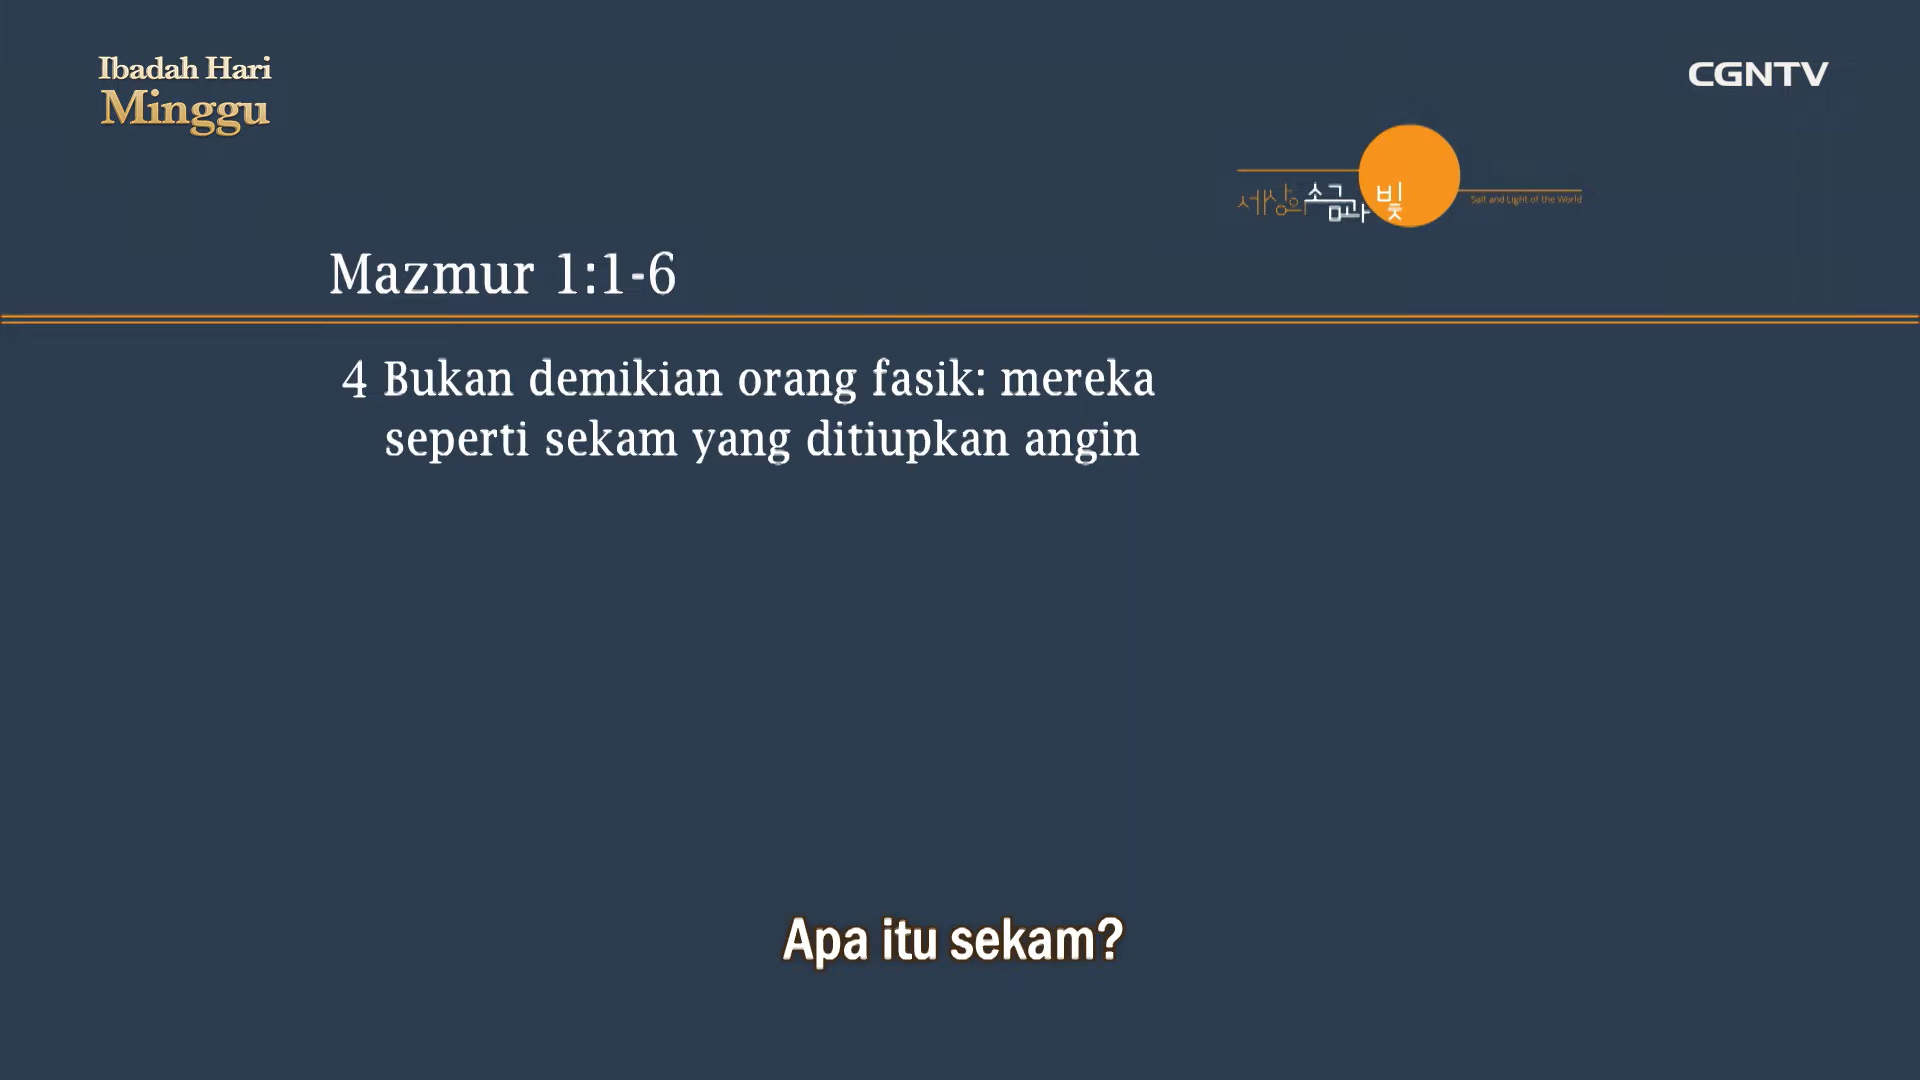 Ibadah Hari
Minggu
CGNTV
세상의 소금과 빛
Salt and Light of the World
Mazmur 1:1-6
4 Bukan demikian orang fasik: mereka
seperti sekam yang ditiupkan angin
Apa itu sekam?